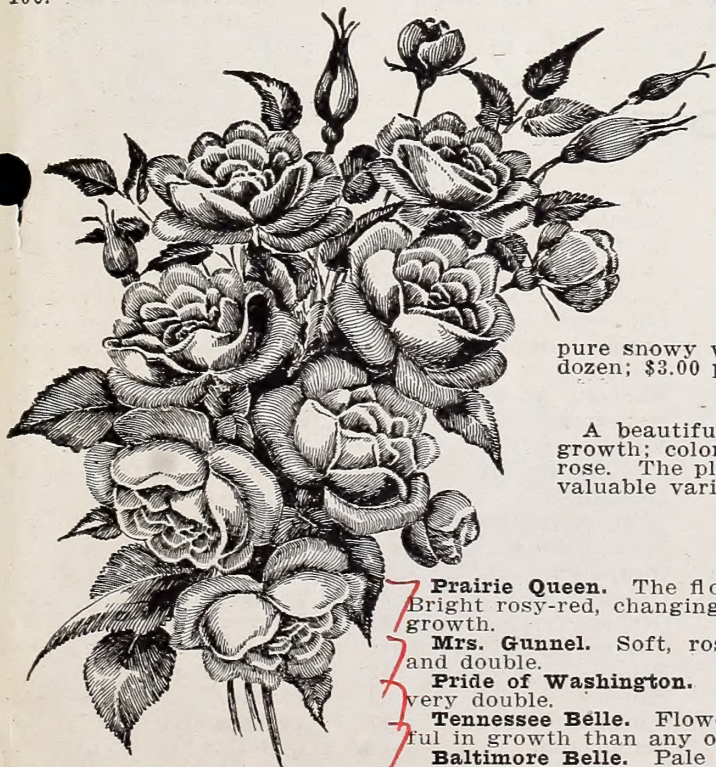 pure snowy
dozen; $3.00
A beautifu
growth; color
rose. The pl
valuable vari
Prairie Queen. The flo
Bright rosy-red, changing
growth.
Mrs. Gunnel. Soft, ros
and double.
Pride of Washington.
very double.
Tennessee Belle. Flow
ful in growth than any o
Baltimore Belle. Pale